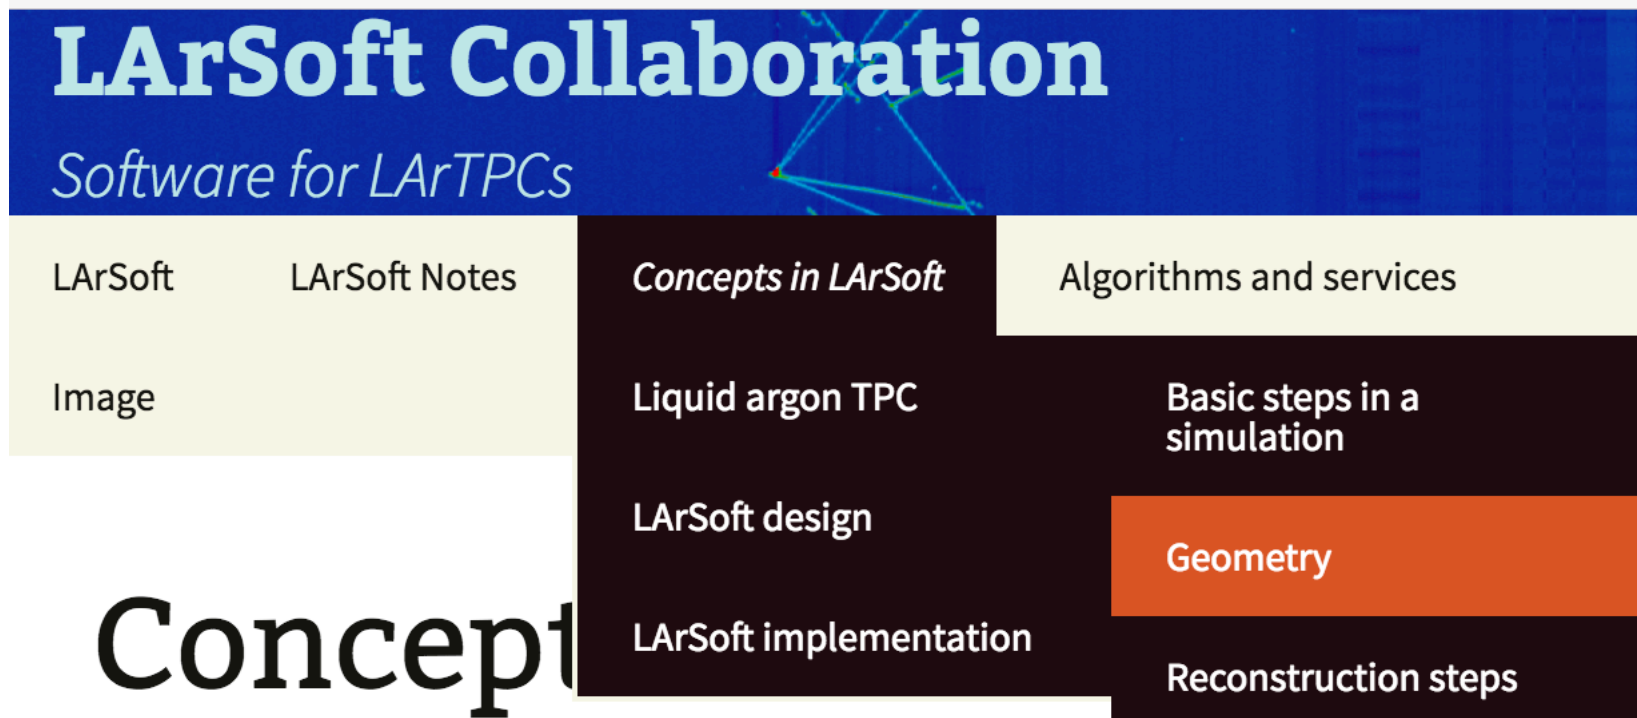 LArSoft Collaboration
Software for LArTPCs
LArSoft
LArSoft Notes
Concepts in LArSoft
Algorithms and services
Image
Liquid argon TPC
LArSoft design
LArSoft implementation
Basic steps in a
simulation
Geometry
Reconstruction steps
Concept